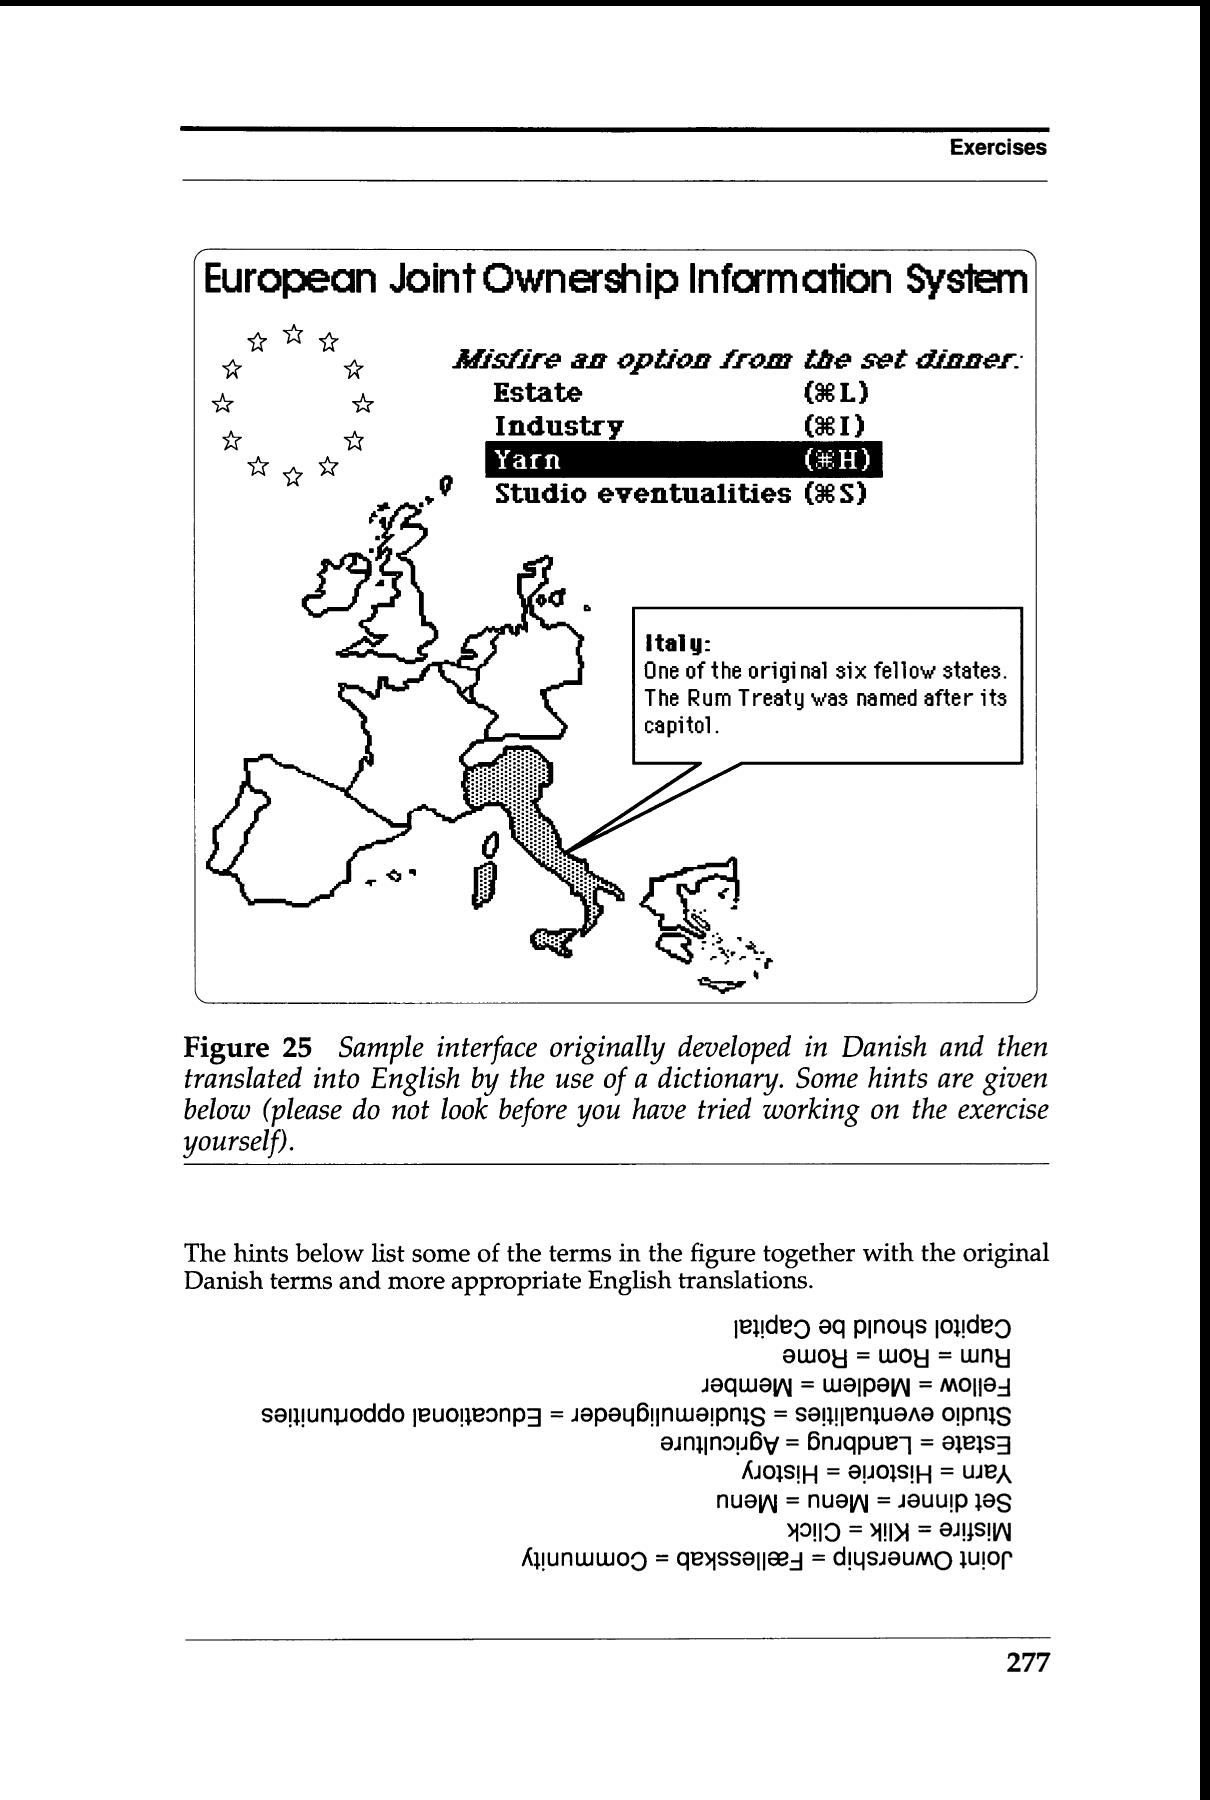 Exercises
European Joint Ownership Information System
Misfire an option from the set dinner:
Estate (⌘L)
Industry (⌘I)
Yarn (⌘H)
Studio eventualities (⌘S)
Italy:
One of the original six fellow states.
The Rum Treaty was named after its
capitol.
Figure 25 Sample interface originally developed in Danish and then
translated into English by the use of a dictionary. Some hints are given
below (please do not look before you have tried working on the exercise
yourself).
The hints below list some of the terms in the figure together with the original
Danish terms and more appropriate English translations.
Joint Ownership = Fæellesskab = Community
Misfire = Klik = Click
Set dinner = Menu = Menu
Yarn = Historie = History
Estate = Landbrug = Agriculture
Studio eventualities = Studiemuligheder = Educational opportunities
Fellow = Medlem = Member
Rum = Rom = Rome
Capitol should be Capital
277